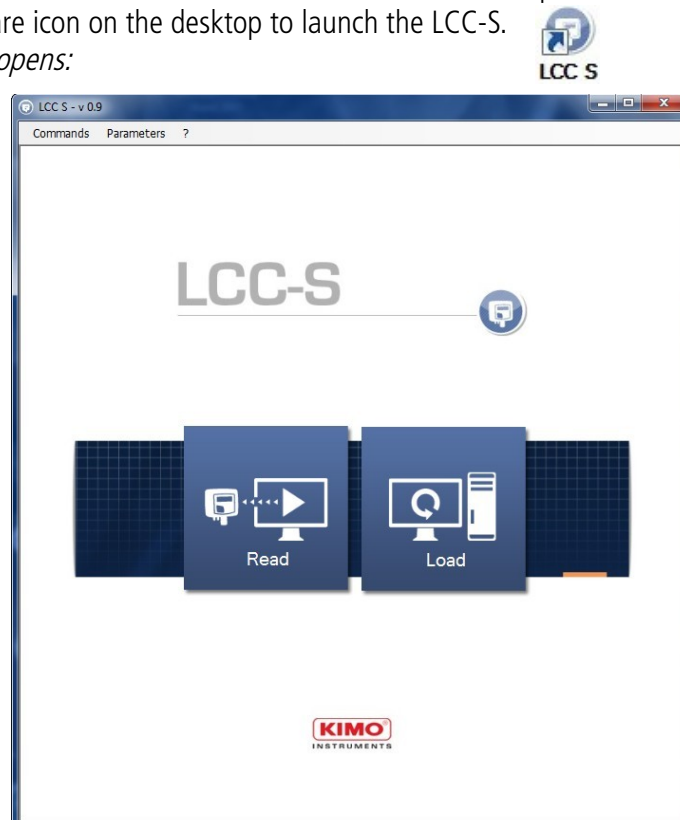 are icon on the desktop to launch the LCC-S.
opens:
LCC S
LCC S - v 0.9
Commands Parameters ?
LCC-S
Read Load
KIMO®
INSTRUMENTS